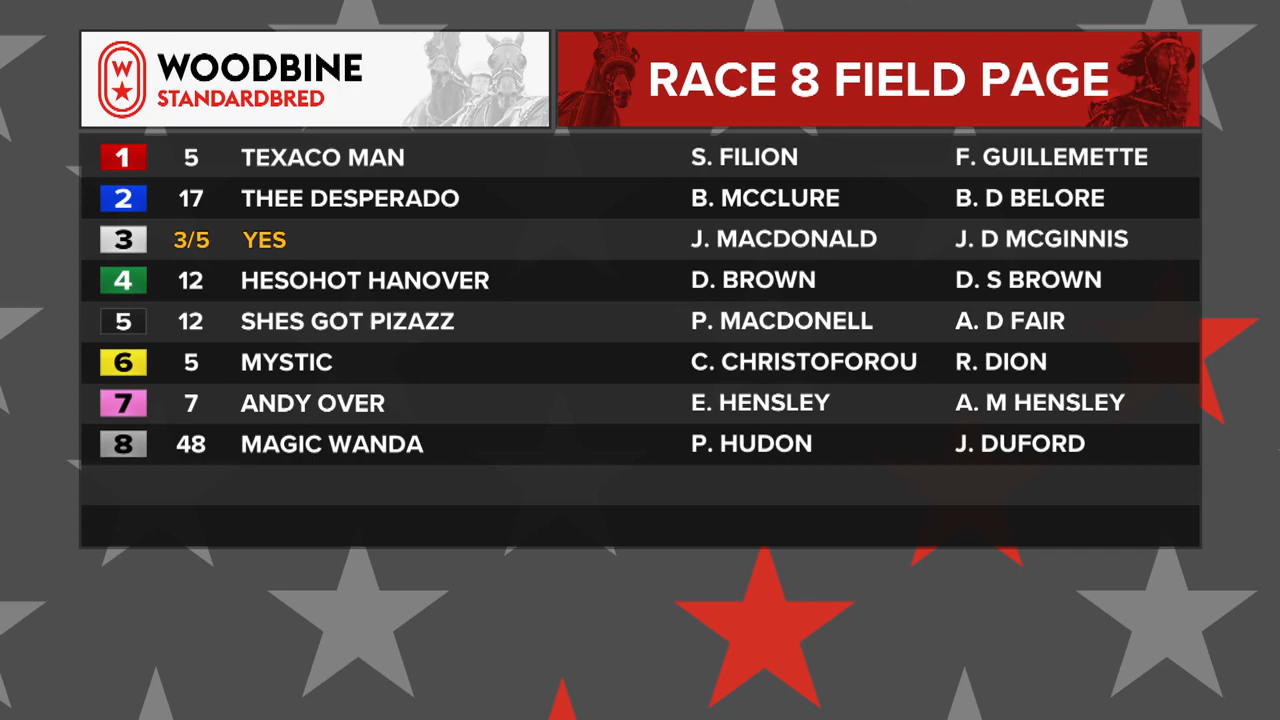 W
WOODBINE
STANDARDBRED
RACE 8 FIELD PAGE
1 5 TEXACO MAN S. FILION F. GUILLEMETTE
2 17 THEE DESPERADO B. MCCLURE B. D BELORE
3 3/5 YES J. MACDONALD J. D MCGINNIS
4 12 HESOHOT HANOVER D. BROWN D. S BROWN
5 12 SHES GOT PIZAZZ P. MACDONELL A. D FAIR
6 5 MYSTIC C. CHRISTOFOROU R. DION
7 7 ANDY OVER E. HENSLEY A. M HENSLEY
8 48 MAGIC WANDA P. HUDON J. DUFORD